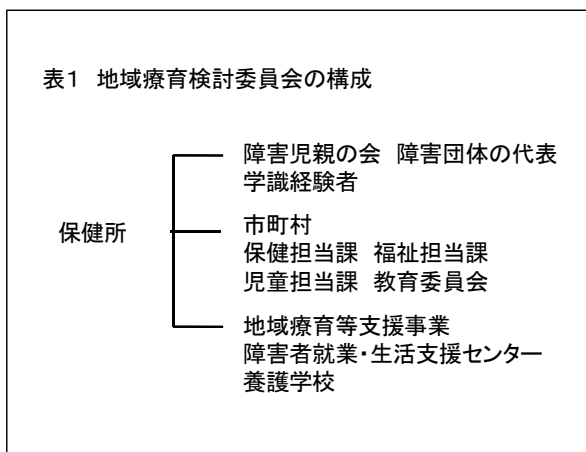 表1 地域療育検討委員会の構成
障害児親の会 障害団体の代表
学識経験者
保健所
市町村
保健担当課 福祉担当課
児童担当課 教育委員会
地域療育等支援事業
障害者就業・生活支援センター
養護学校